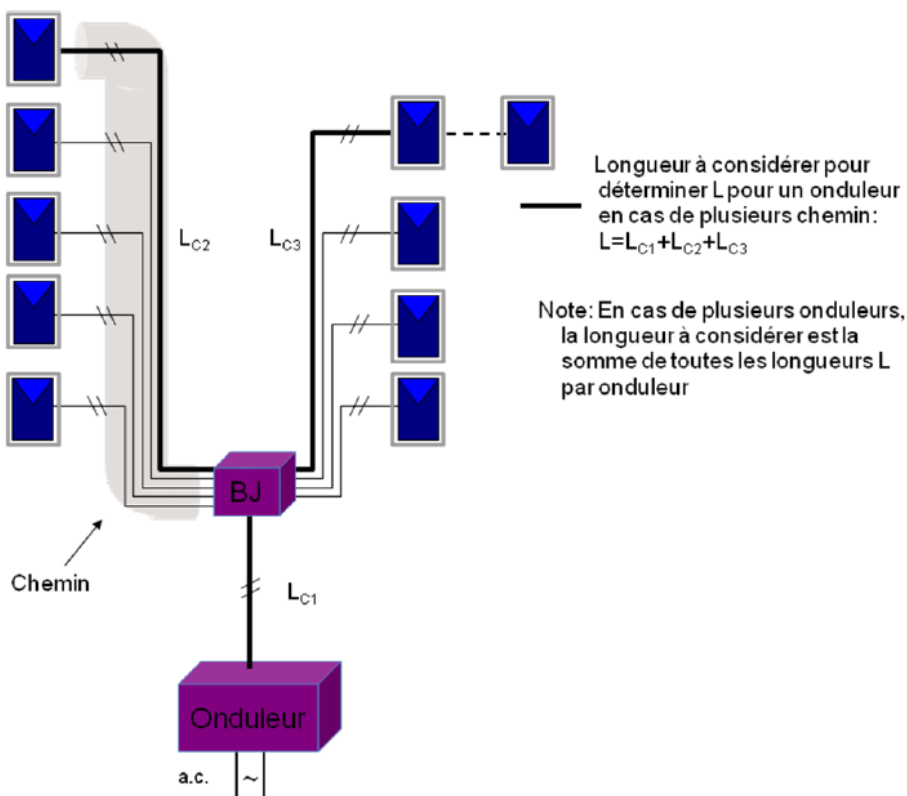 Longueur à considérer pour
déterminer L pour un onduleur
en cas de plusieurs chemin:
L=LC1+LC2+LC3
LC2
LC3
Note: En cas de plusieurs onduleurs,
la longueur à considérer est la
somme de toutes les longueurs L
par onduleur
BJ
Chemin
LC1
Onduleur
a.c.
~